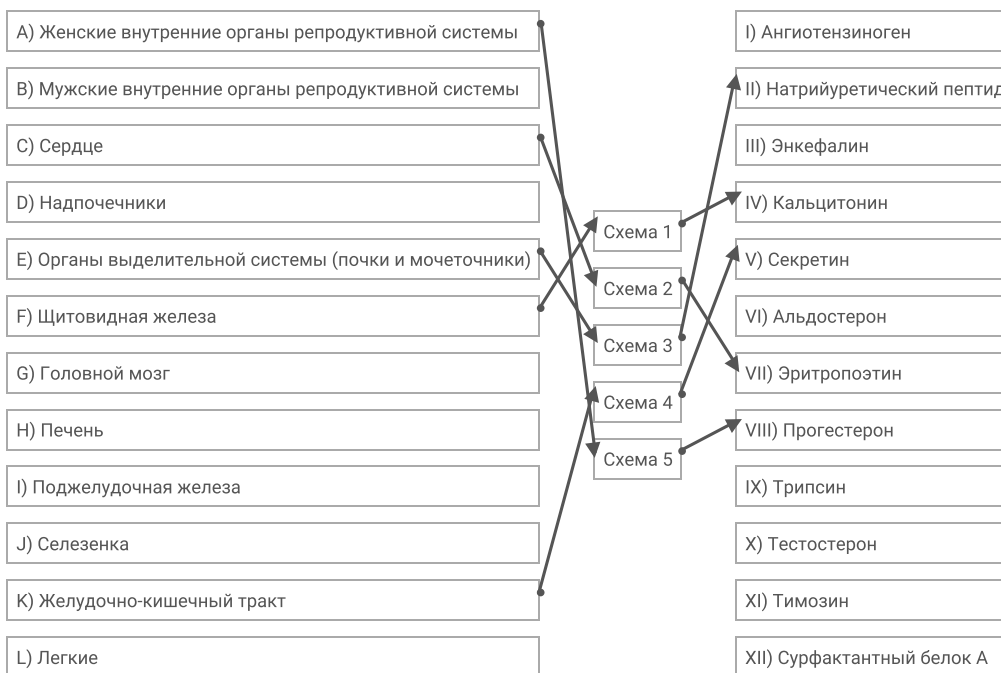 A) Женские внутренние органы репродуктивной системы
B) Мужские внутренние органы репродуктивной системы
C) Сердце
D) Надпочечники
E) Органы выделительной системы (почки и мочеточники)
F) Щитовидная железа
G) Головной мозг
H) Печень
I) Поджелудочная железа
J) Селезенка
K) Желудочно-кишечный тракт
L) Легкие
Схема 1
Схема 2
Схема 3
Схема 4
Схема 5
I) Ангиотензиноген
II) Натрийуретический пептид
III) Энкефалин
IV) Кальцитонин
V) Секретин
VI) Альдостерон
VII) Эритропоэтин
VIII) Прогестерон
IX) Трипсин
X) Тестостерон
XI) Тимозин
XII) Сурфактантный белок А